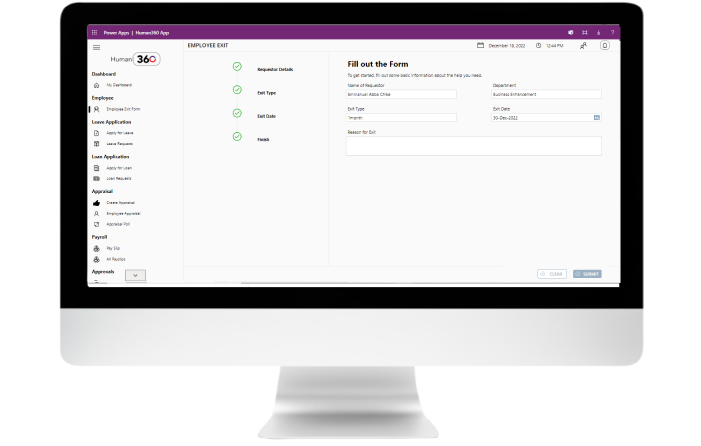 Power Apps | Human360 App
?
EMPLOYEE EXIT
December 18, 2022
12:44 PM
Human 360
Dashboard
My Dashboard
Employee
Employee Exit Form
Leave Application
Apply for Leave
Leave Requests
Loan Application
Apply for Loan
Loan Requests
Appraisal
Create Appraisal
Employee Appraisal
Appraisal Poll
Payroll
Pay Slip
All Payslips
Approvals
Requestor Details
Exit Type
Exit Date
Finish
Fill out the Form
To get started, fill out some basic information about the help you need.
Name of Requestor
Emmanuel Abba Chisa
Department
Business Enhancement
Exit Type
1month
Exit Date
30-Dec-2022
Reason for Exit
CLEAR
SUBMIT